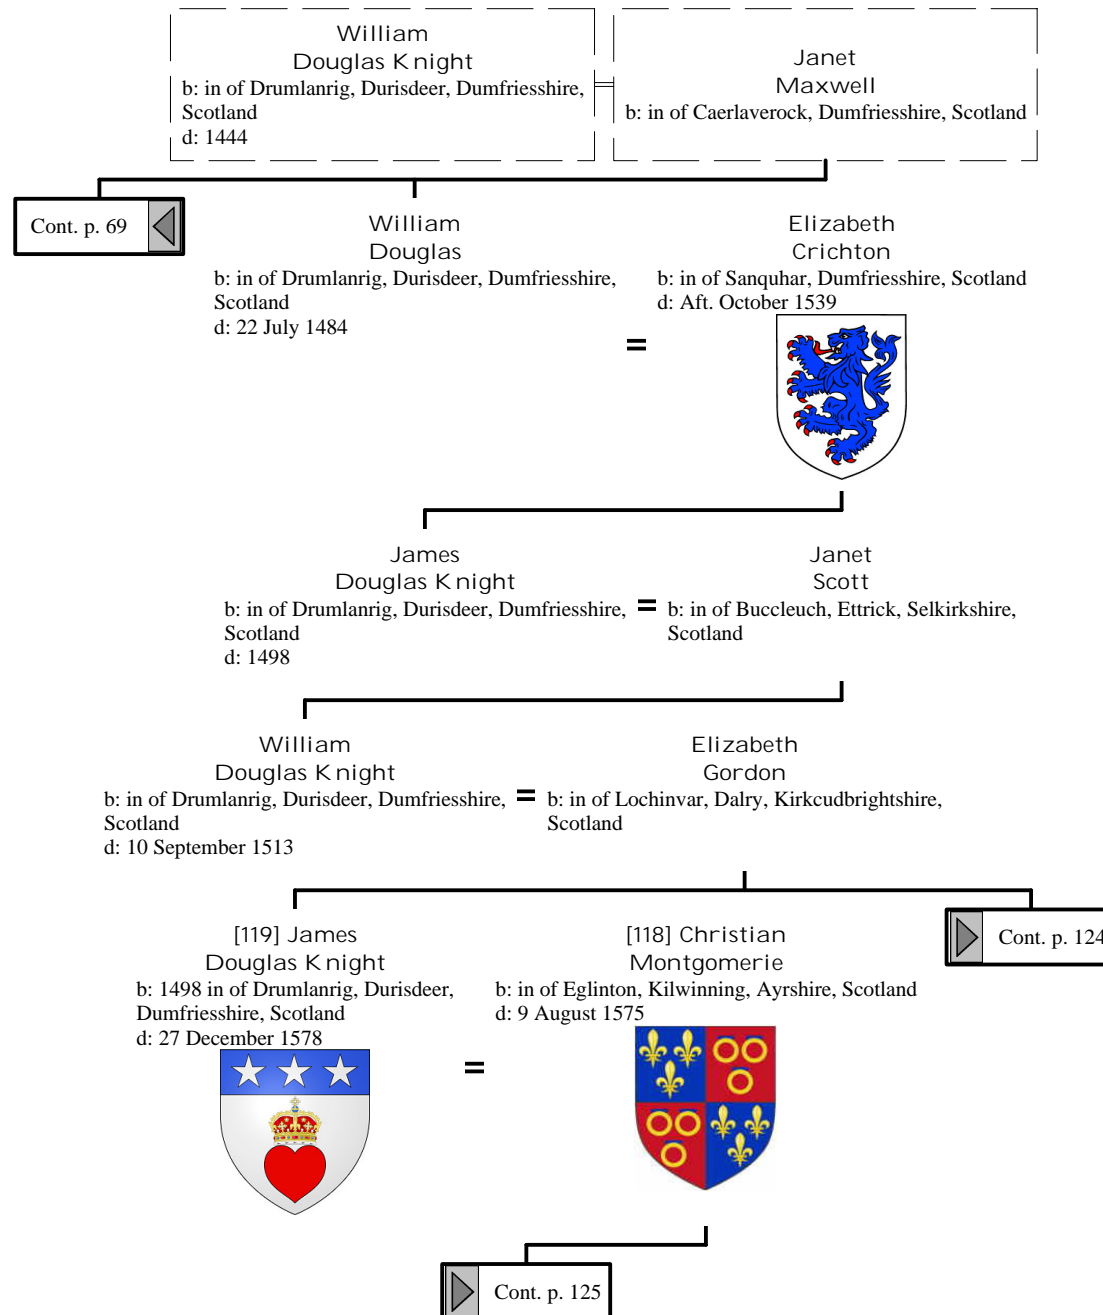 William
Douglas Knight
b: in of Drumlanrig, Durisdeer, Dumfriesshire,
Scotland
d: 1444
Janet
Maxwell
b: in of Caerlaverock, Dumfriesshire, Scotland
Cont. p. 69
William
Douglas
b: in of Drumlanrig, Durisdeer, Dumfriesshire,
Scotland
d: 22 July 1484
=
Elizabeth
Crichton
b: in of Sanquhar, Dumfriesshire, Scotland
d: Aft. October 1539
James
Douglas Knight
b: in of Drumlanrig, Durisdeer, Dumfriesshire,
Scotland
d: 1498
=
Janet
Scott
b: in of Buccleuch, Ettrick, Selkirkshire,
Scotland
William
Douglas Knight
b: in of Drumlanrig, Durisdeer, Dumfriesshire,
Scotland
d: 10 September 1513
=
Elizabeth
Gordon
b: in of Lochinvar, Dalry, Kirkcudbrightshire,
Scotland
[119] James
Douglas Knight
b: 1498 in of Drumlanrig, Durisdeer,
Dumfriesshire, Scotland
d: 27 December 1578
=
[118] Christian
Montgomerie
b: in of Eglinton, Kilwinning, Ayrshire, Scotland
d: 9 August 1575
Cont. p. 124
Cont. p. 125